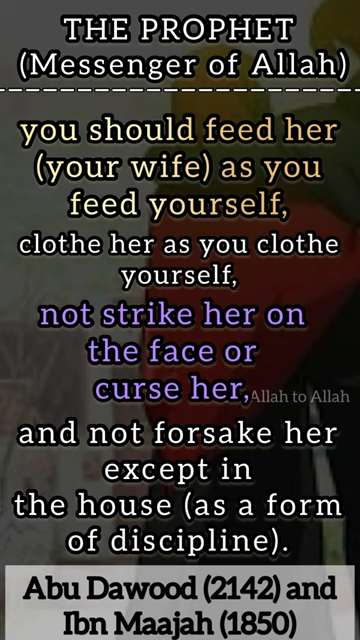 THE PROPHET
(Messenger of Allah)
you should feed her
(your wife) as you
feed yourself,
clothe her as you clothe
yourself,
not strike her on
the face or
curse her,
Allah to Allah
and not forsake her
except in
the house (as a form
of discipline).
Abu Dawood (2142) and
Ibn Maajah (1850)